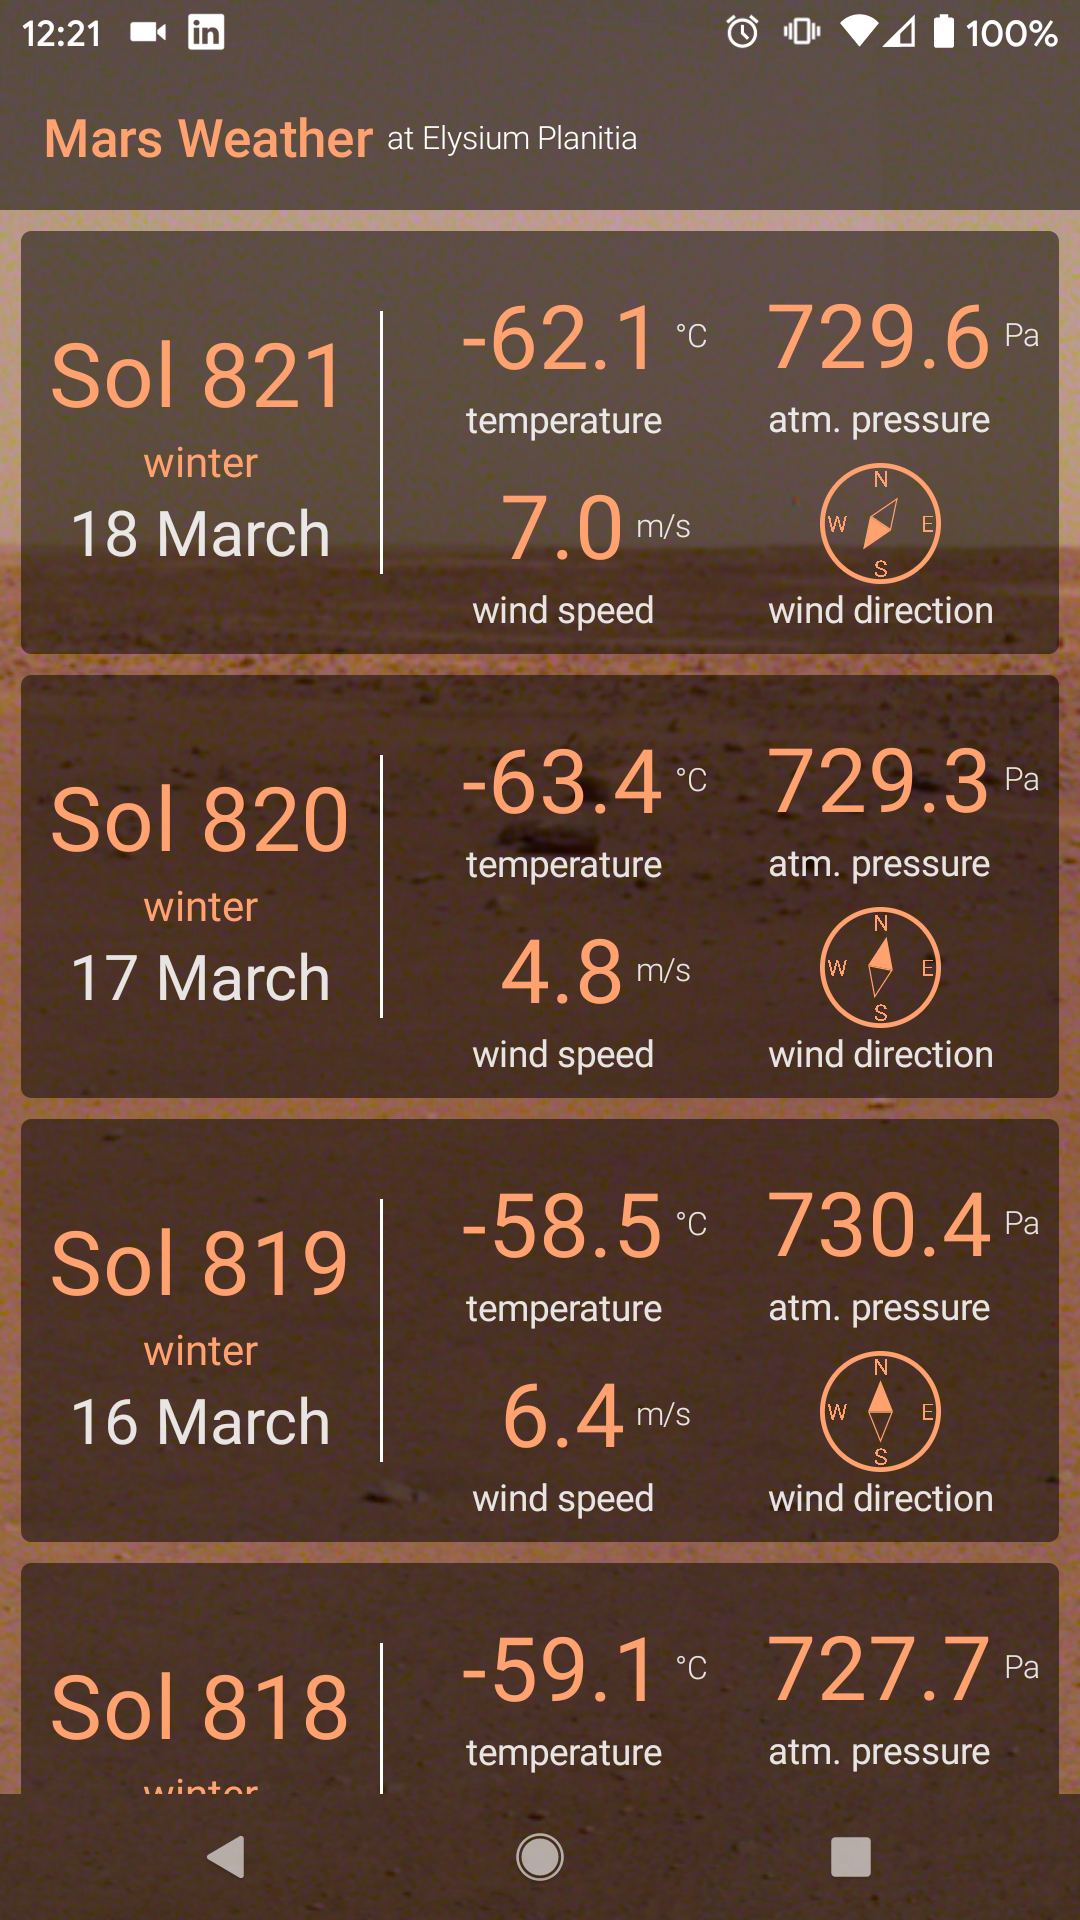 12:21 in 100%
Mars Weather at Elysium Planitia
Sol 821
winter
18 March
-62.1 °C
temperature
729.6 Pa
atm. pressure
7.0 m/s
wind speed
N
W E
S
wind direction
Sol 820
winter
17 March
-63.4 °C
temperature
729.3 Pa
atm. pressure
4.8 m/s
wind speed
N
W E
S
wind direction
Sol 819
winter
16 March
-58.5 °C
temperature
730.4 Pa
atm. pressure
6.4 m/s
wind speed
N
W E
S
wind direction
Sol 818
winter
-59.1 °C
temperature
727.7 Pa
atm. pressure